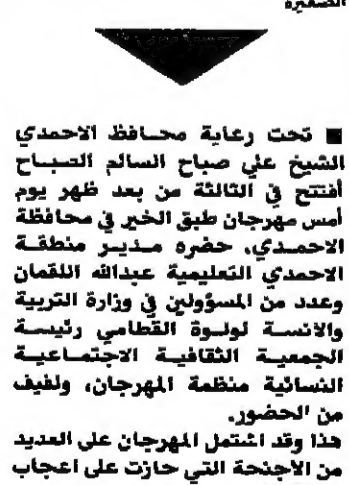 الصغيرة
■ تحت رعاية محافظ الاحمدي
الشيخ علي صباح السالم الصباح
أفتتح في الثالثة من بعد ظهر يوم
أمس مهرجان طبق الخير في محافظة
الاحمدي، حضره مدير منطقة
الاحمدي التعليمية عبدالله اللقمان
وعدد من المسؤولين في وزارة التربية
والانسة لولوة القطامي رئيسة
الجمعية الثقافية الاجتماعية
النسائية منظمة المهرجان، ولفيف
من الحضور.
هذا وقد اشتمل المهرجان على العديد
من الاجنحة التي حازت على اعجاب